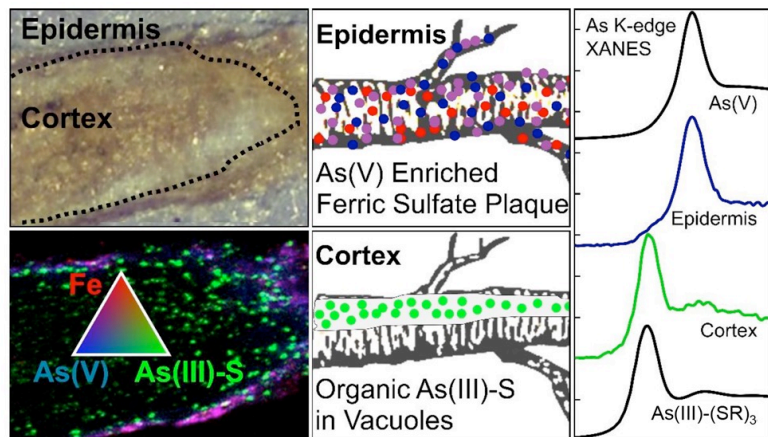 Epidermis
Cortex
Fe
As(V)
As(III)-S
Epidermis
As(V) Enriched
Ferric Sulfate Plaque
Cortex
Organic As(III)-S
in Vacuoles
As K-edge
XANES
As(V)
Epidermis
Cortex
As(III)-(SR)₃